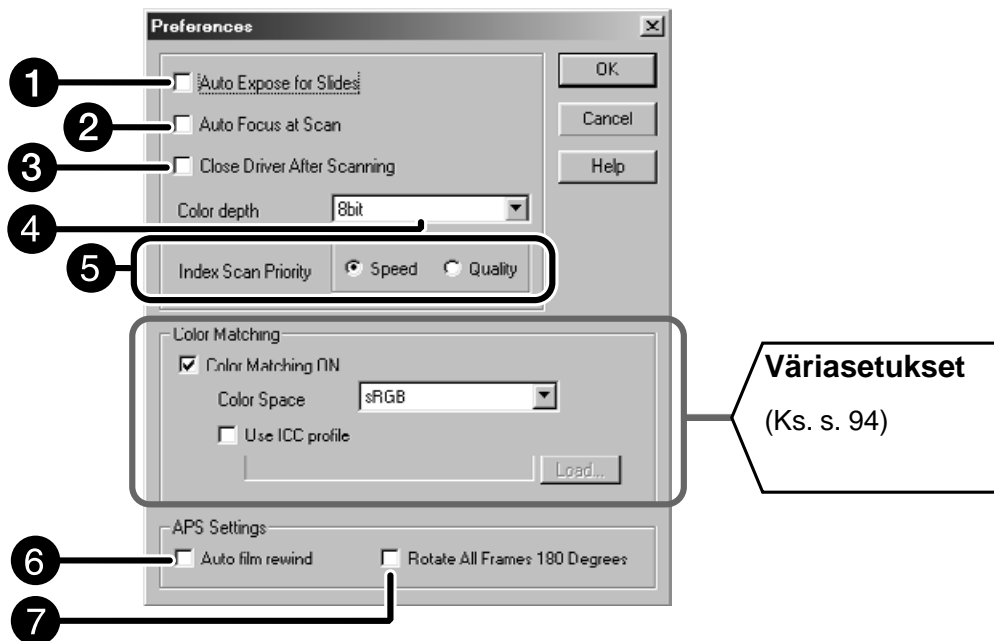 Preferences
1 Auto Expose for Slides
OK
2 Auto Focus at Scan
Cancel
3 Close Driver After Scanning
Help
Color depth 8bit
4
5 Index Scan Priority Speed Quality
Color Matching
Color Matching ON
Color Space sRGB
Use ICC profile
Load...
Väriasetukset
(Ks. s. 94)
APS Settings
6 Auto film rewind Rotate All Frames 180 Degrees
7